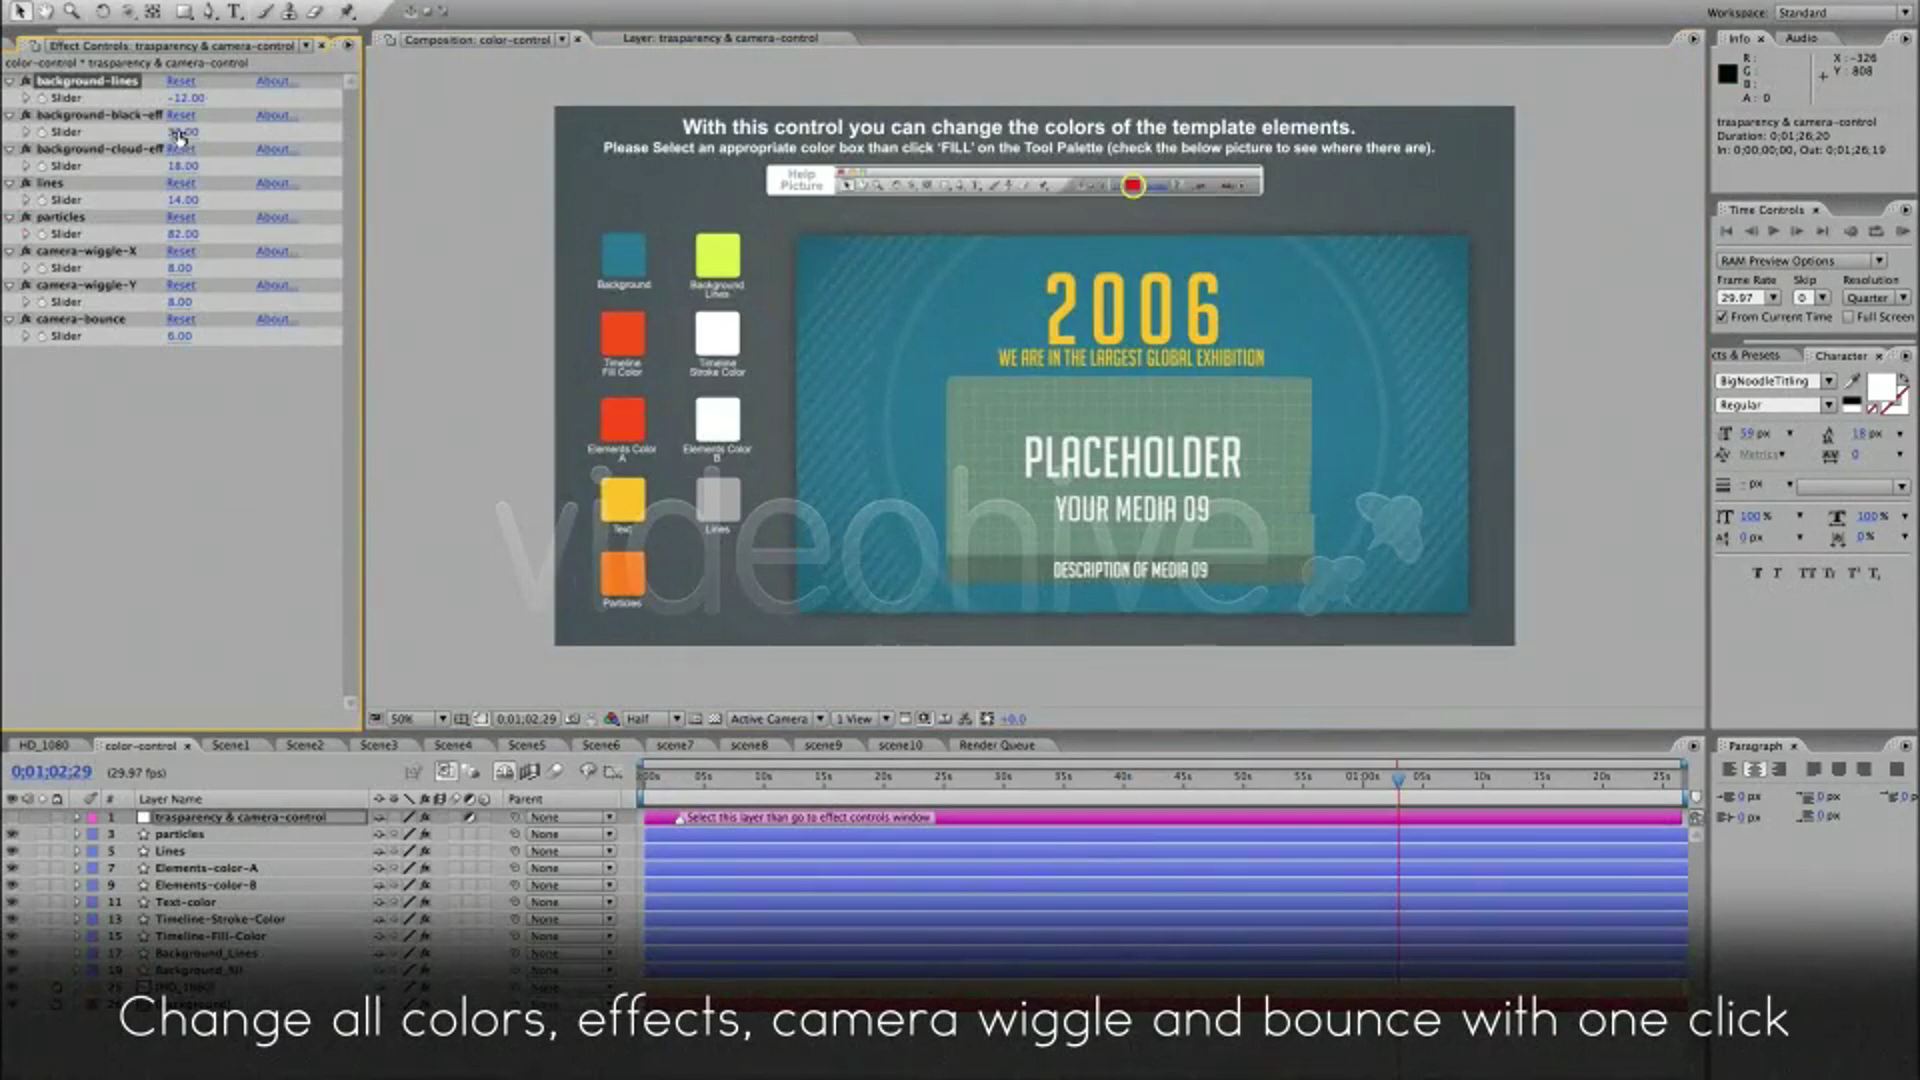 Workspace: Standard
Effect Controls: trasparency & camera-control
color-control * trasparency & camera-control
background-lines Reset About...
Slider -12.00
background-black-eff Reset About...
Slider
background-cloud-eff Reset About...
Slider 18.00
lines Reset About...
Slider 14.00
particles Reset About...
Slider 82.00
camera-wiggle-X Reset About...
Slider 8.00
camera-wiggle-Y Reset About...
Slider 8.00
camera-bounce Reset About...
Slider 6.00
Composition: color-control
Layer: trasparency & camera-control
With this control you can change the colors of the template elements.
Please Select an appropriate color box than click 'FILL' on the Tool Palette (check the below picture to see where there are).
Help
Picture
Background
Background
Lines
Timeline
Fill Color
Timeline
Stroke Color
Elements Color
A
Elements Color
B
Text
Lines
Particles
2006
WE ARE IN THE LARGEST GLOBAL EXHIBITION
PLACEHOLDER
YOUR MEDIA 09
DESCRIPTION OF MEDIA 09
videohive
50% 0;01;02;29 Half Active Camera 1 View +0.0
Info Audio
R: X: -326
G: Y: 808
B:
A: 0
trasparency & camera-control
Duration: 0;01;26;20
In: 0;00;00;00, Out: 0;01;26;19
Time Controls
RAM Preview Options
Frame Rate Skip Resolution
29.97 0 Quarter
From Current Time Full Screen
cts & Presets Character
BigNoodleTitling
Regular
59 px 18 px
Metrics 0
- px
100% 100%
0 px 0%
T T TT Tr T' T,
HD_1080 color-control Scene1 Scene2 Scene3 Scene4 Scene5 Scene6 scene7 scene8 scene9 scene10 Render Queue
0;01;02;29 (29.97 fps)
:00s 05s 10s 15s 20s 25s 30s 35s 40s 45s 50s 55s 01:00s 05s 10s 15s 20s 25s
# Layer Name Parent
1 trasparency & camera-control None
Select this layer than go to effect controls window
3 particles None
5 Lines None
7 Elements-color-A None
9 Elements-color-B None
11 Text-color None
13 Timeline-Stroke-Color None
15 Timeline-Fill-Color None
17 Background_Lines None
19 Background_fill None
Paragraph
0 px 0 px 0 p
0 px 0 px
Change all colors, effects, camera wiggle and bounce with one click